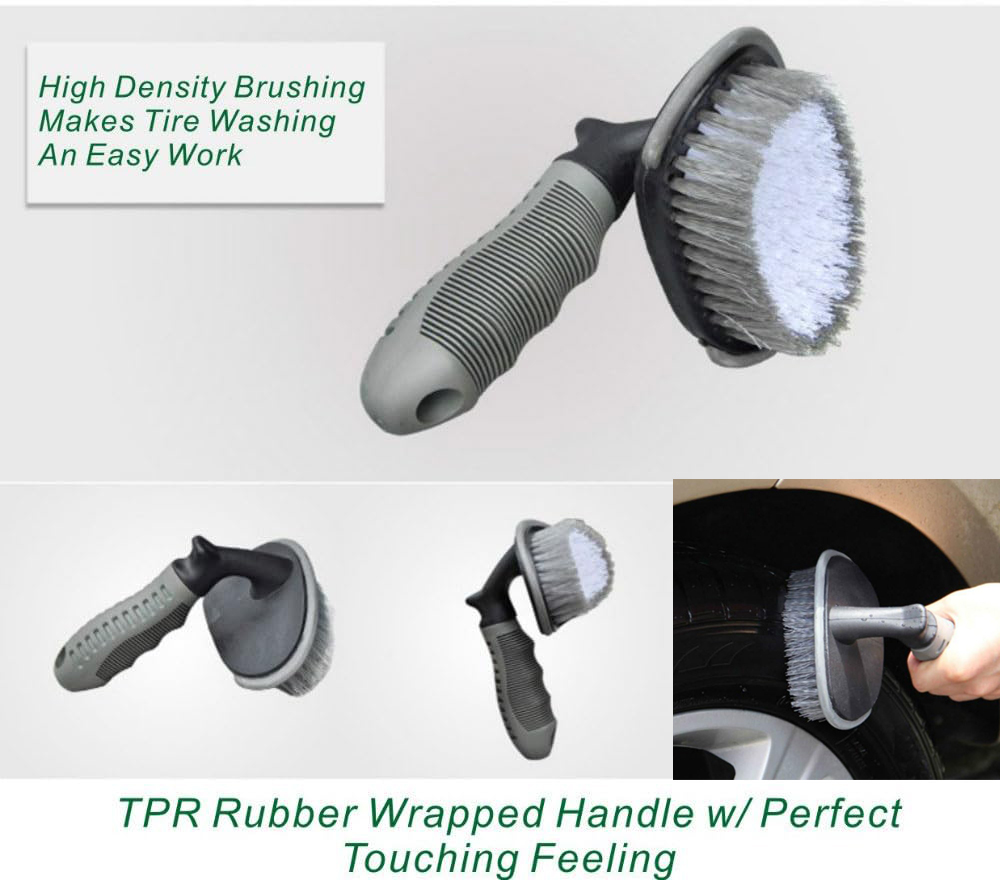 High Density Brushing
Makes Tire Washing
An Easy Work
TPR Rubber Wrapped Handle w/ Perfect
Touching Feeling